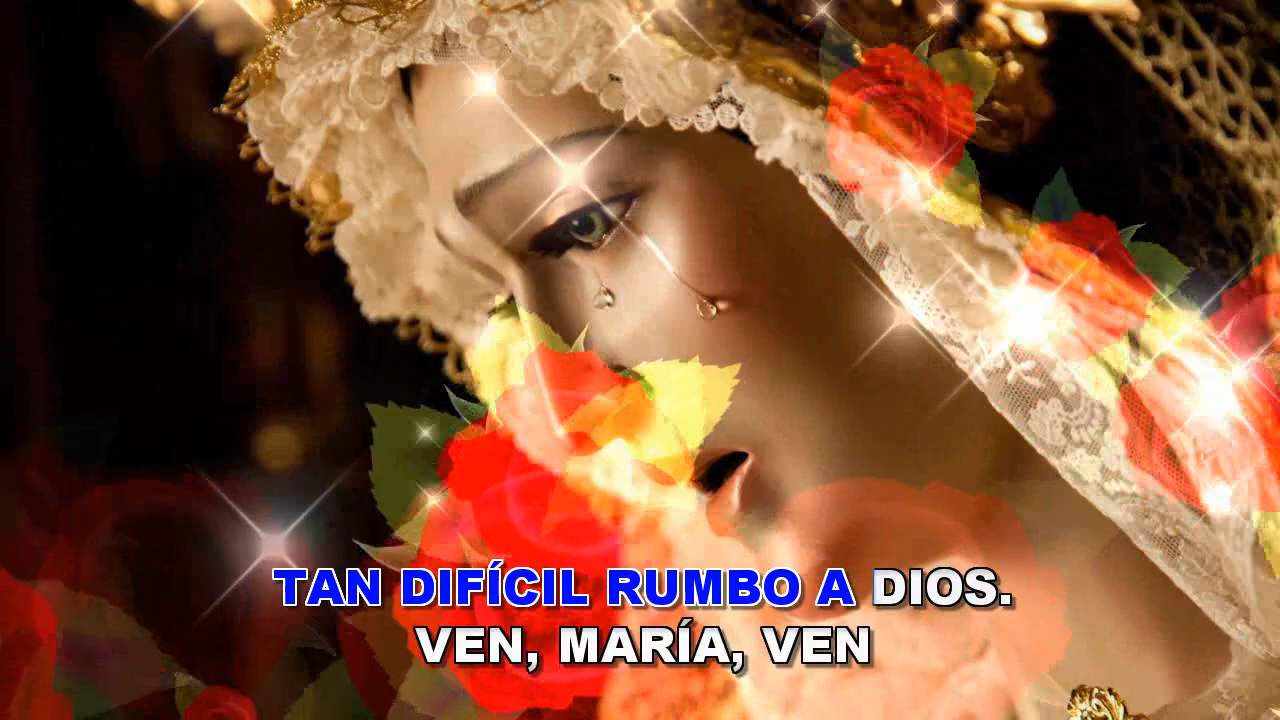 TAN DIFÍCIL RUMBO A DIOS.
VEN, MARÍA, VEN